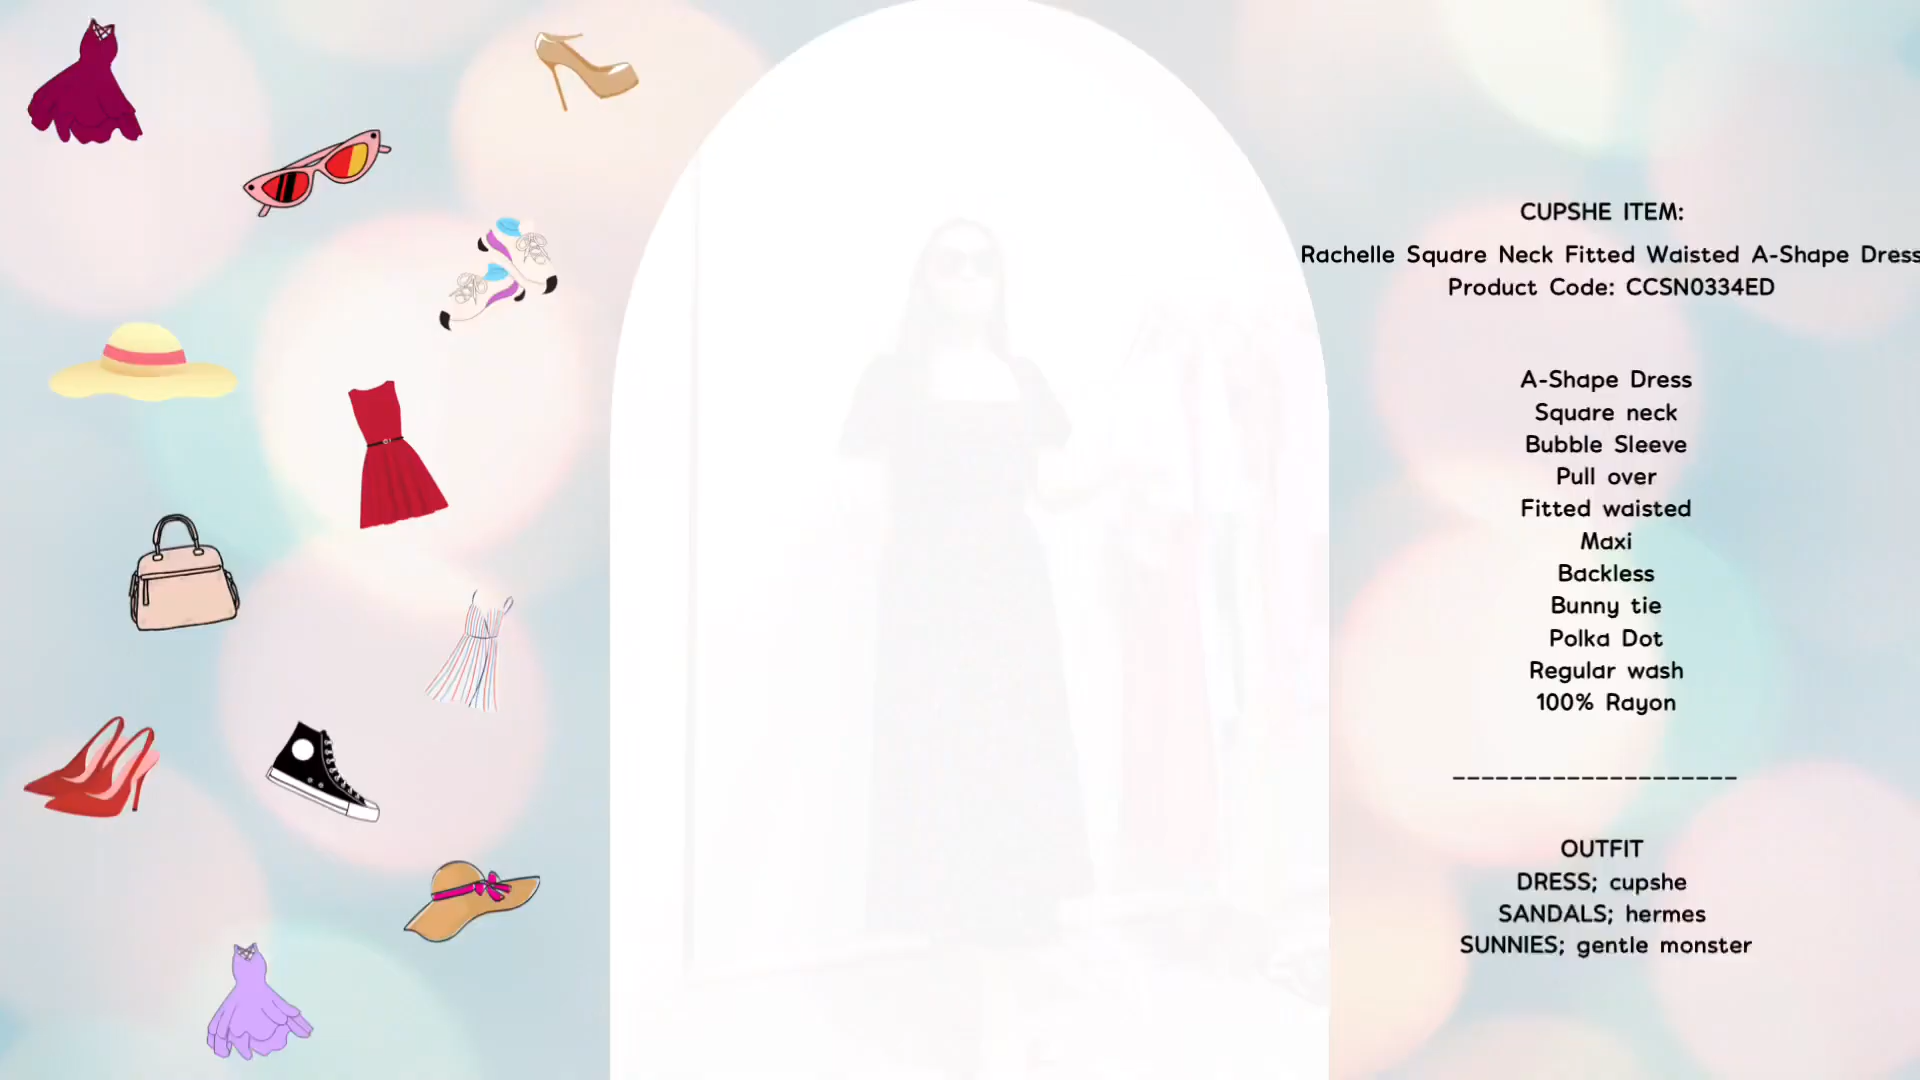 CUPSHE ITEM:
Rachelle Square Neck Fitted Waisted A-Shape Dress
Product Code: CCSN0334ED
A-Shape Dress
Square neck
Bubble Sleeve
Pull over
Fitted waisted
Maxi
Backless
Bunny tie
Polka Dot
Regular wash
100% Rayon
--------------------
OUTFIT
DRESS; cupshe
SANDALS; hermes
SUNNIES; gentle monster